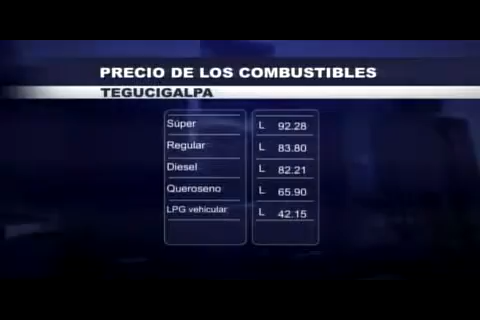 PRECIO DE LOS COMBUSTIBLES
TEGUCIGALPA
Súper L 92.28
Regular L 83.80
Diesel L 82.21
Queroseno L 65.90
LPG vehicular L 42.15